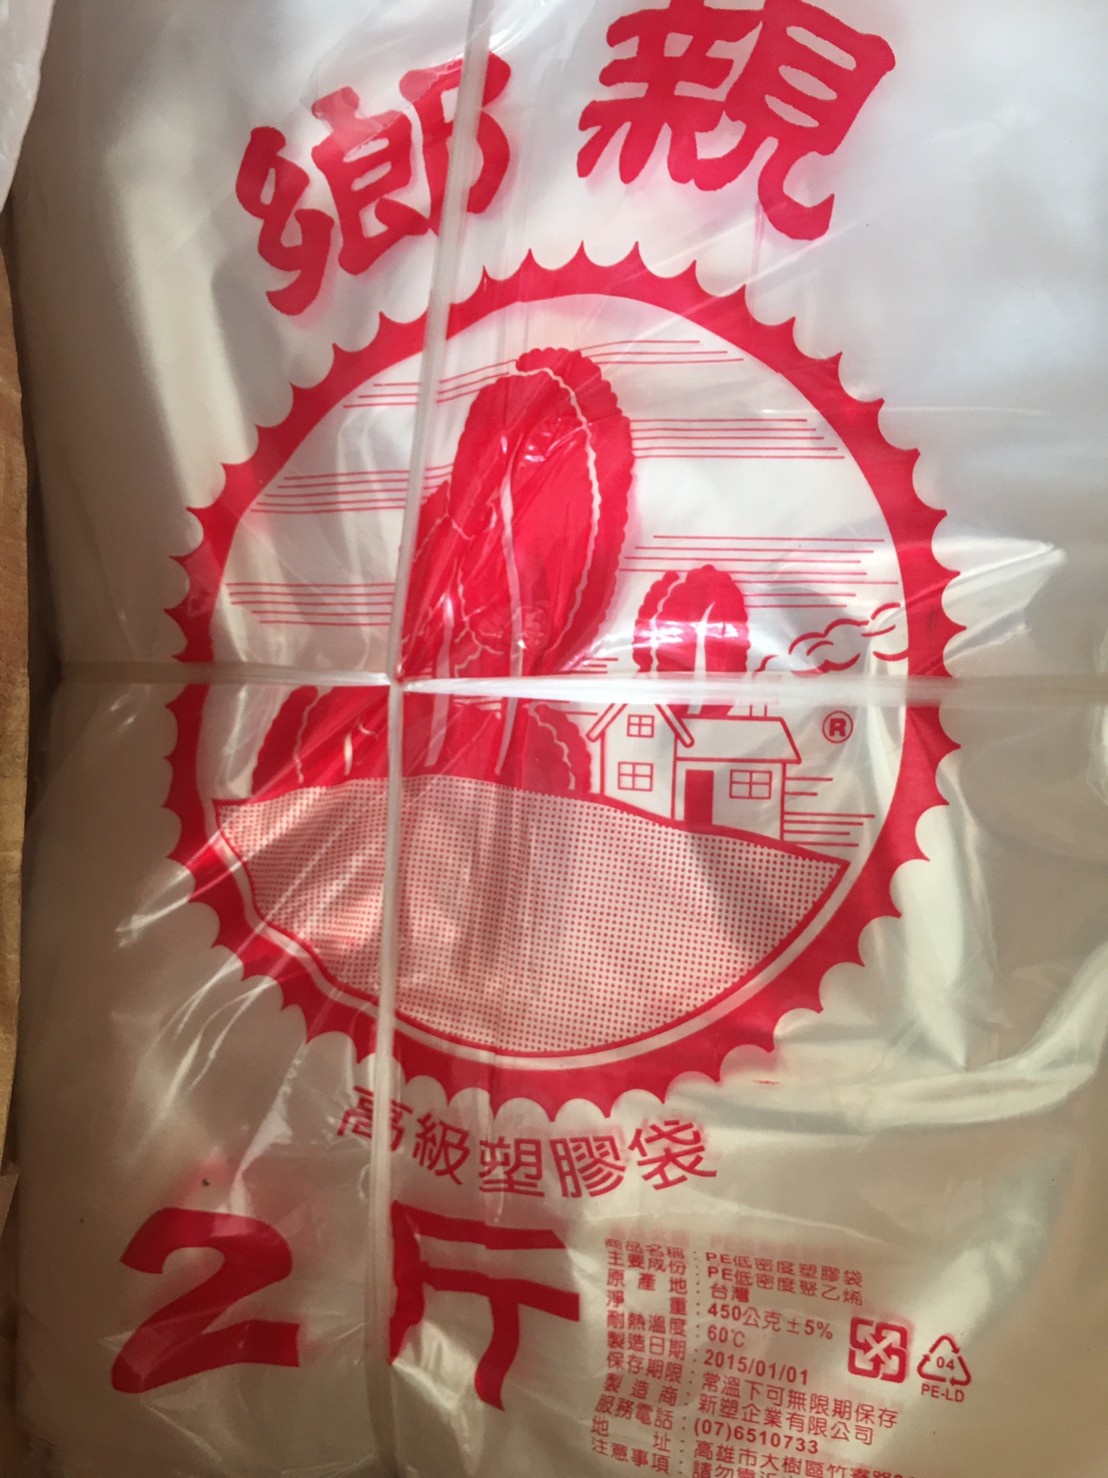 鄉親
®
高級塑膠袋
2斤
商品名稱：PE低密度塑膠袋
主要成份：PE低密度聚乙烯
原產地：台灣
淨重：450公克±5%
耐熱溫度：60℃
製造日期：2015/01/01
保存期限：常溫下可無限期保存
製造商：新塑企業有限公司
服務電話：(07)6510733
地址：高雄市大樹區竹寮
注意事項：請勿靠近
04
PE-LD